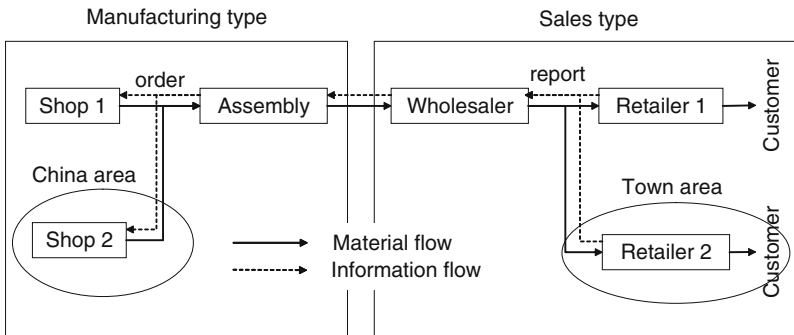 Manufacturing type
Sales type
order
report
Shop 1
Assembly
Wholesaler
Retailer 1
Customer
China area
Town area
Shop 2
Retailer 2
Customer
Material flow
Information flow